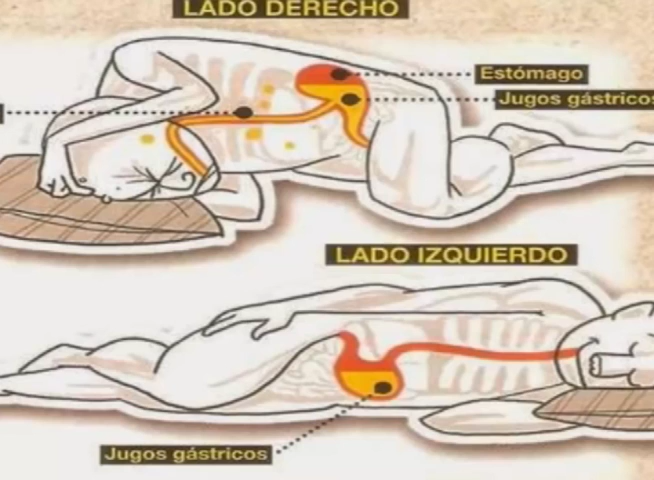 LADO DERECHO
Estómago
Jugos gástricos
LADO IZQUIERDO
Jugos gástricos